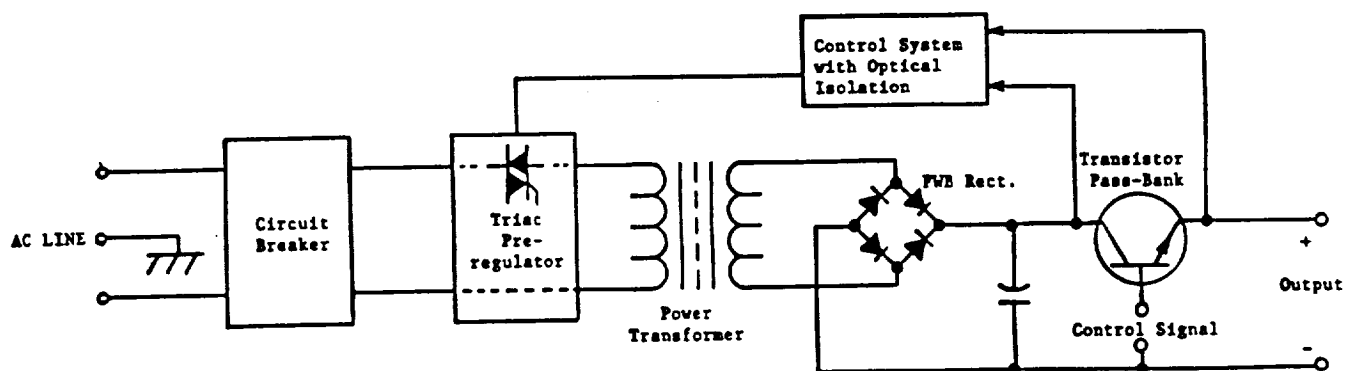 Control System
with Optical
Isolation
Transistor
Pass-Bank
FWB Rect.
Circuit
Breaker
Triac
Pre-
regulator
AC LINE
+
Output
Power
Transformer
Control Signal
-